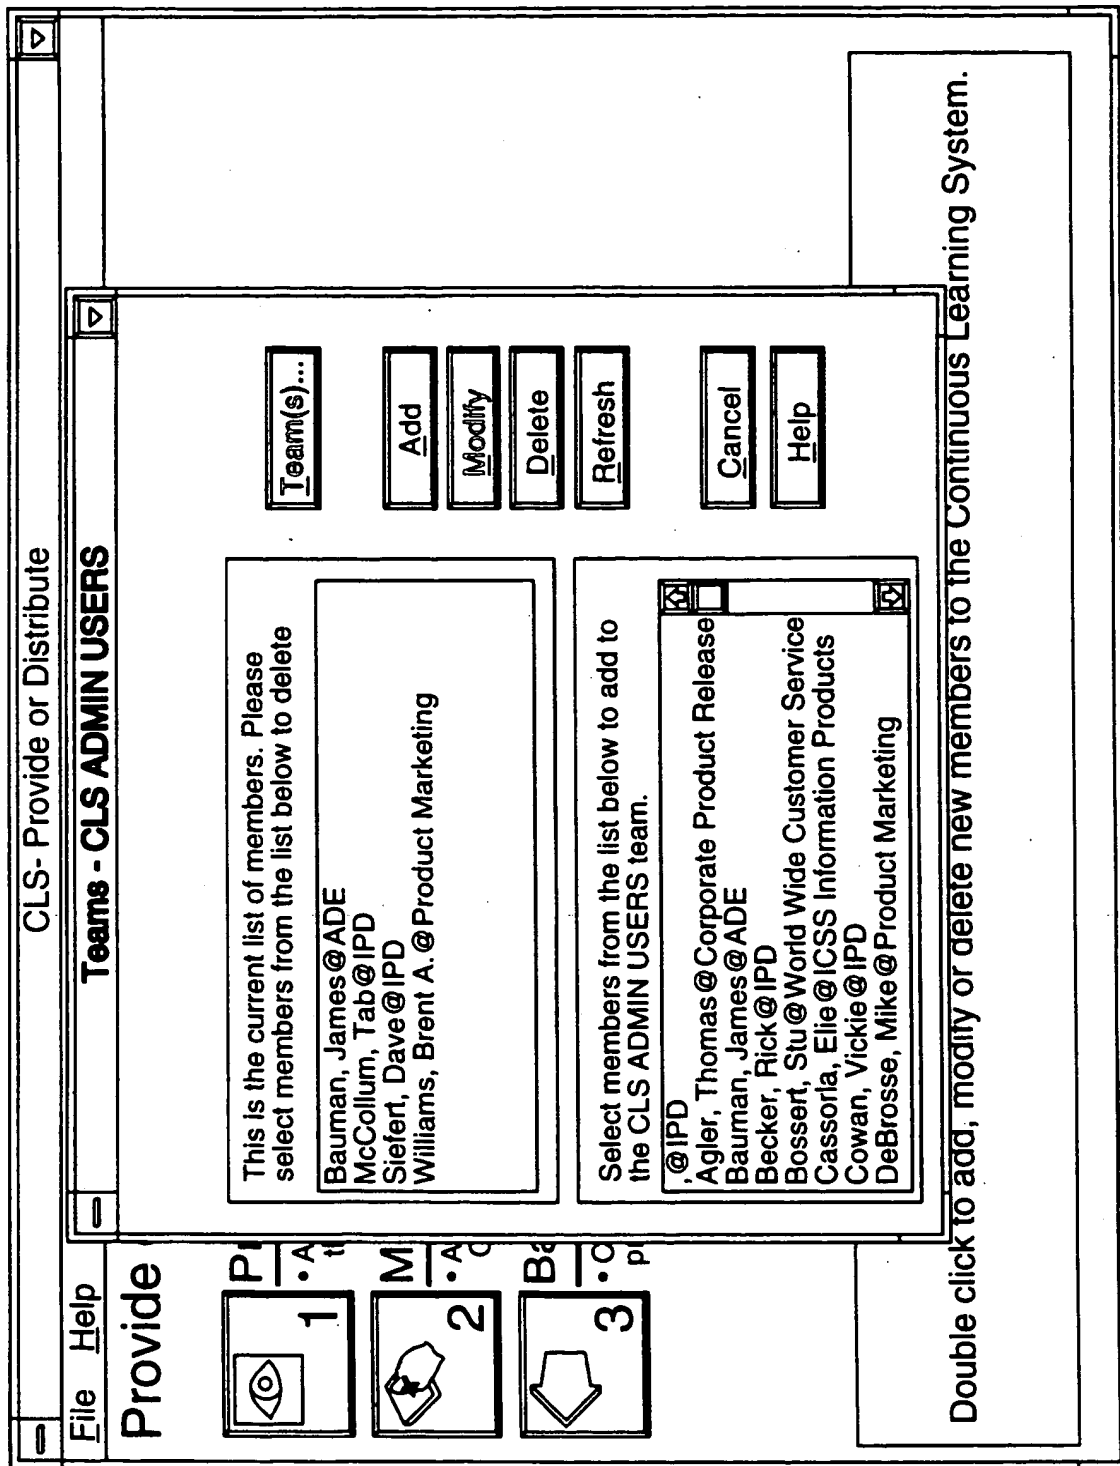 CLS- Provide or Distribute
Teams - CLS ADMIN USERS
File Help
Provide
1
2
3
• A
• A
• O
This is the current list of members. Please
select members from the list below to delete
Bauman, James@ADE
McCollum, Tab@IPD
Siefert, Dave@IPD
Williams, Brent A.@Product Marketing
Select members from the list below to add to
the CLS ADMIN USERS team.
,@IPD
Agler, Thomas@Corporate Product Release
Bauman, James@ADE
Becker, Rick@IPD
Bossert, Stu@World Wide Customer Service
Cassorla, Elie@ICSS Information Products
Cowan, Vickie@IPD
DeBrosse, Mike@Product Marketing
Team(s)...
Add
Modify
Delete
Refresh
Cancel
Help
Double click to add, modify or delete new members to the Continuous Learning System.